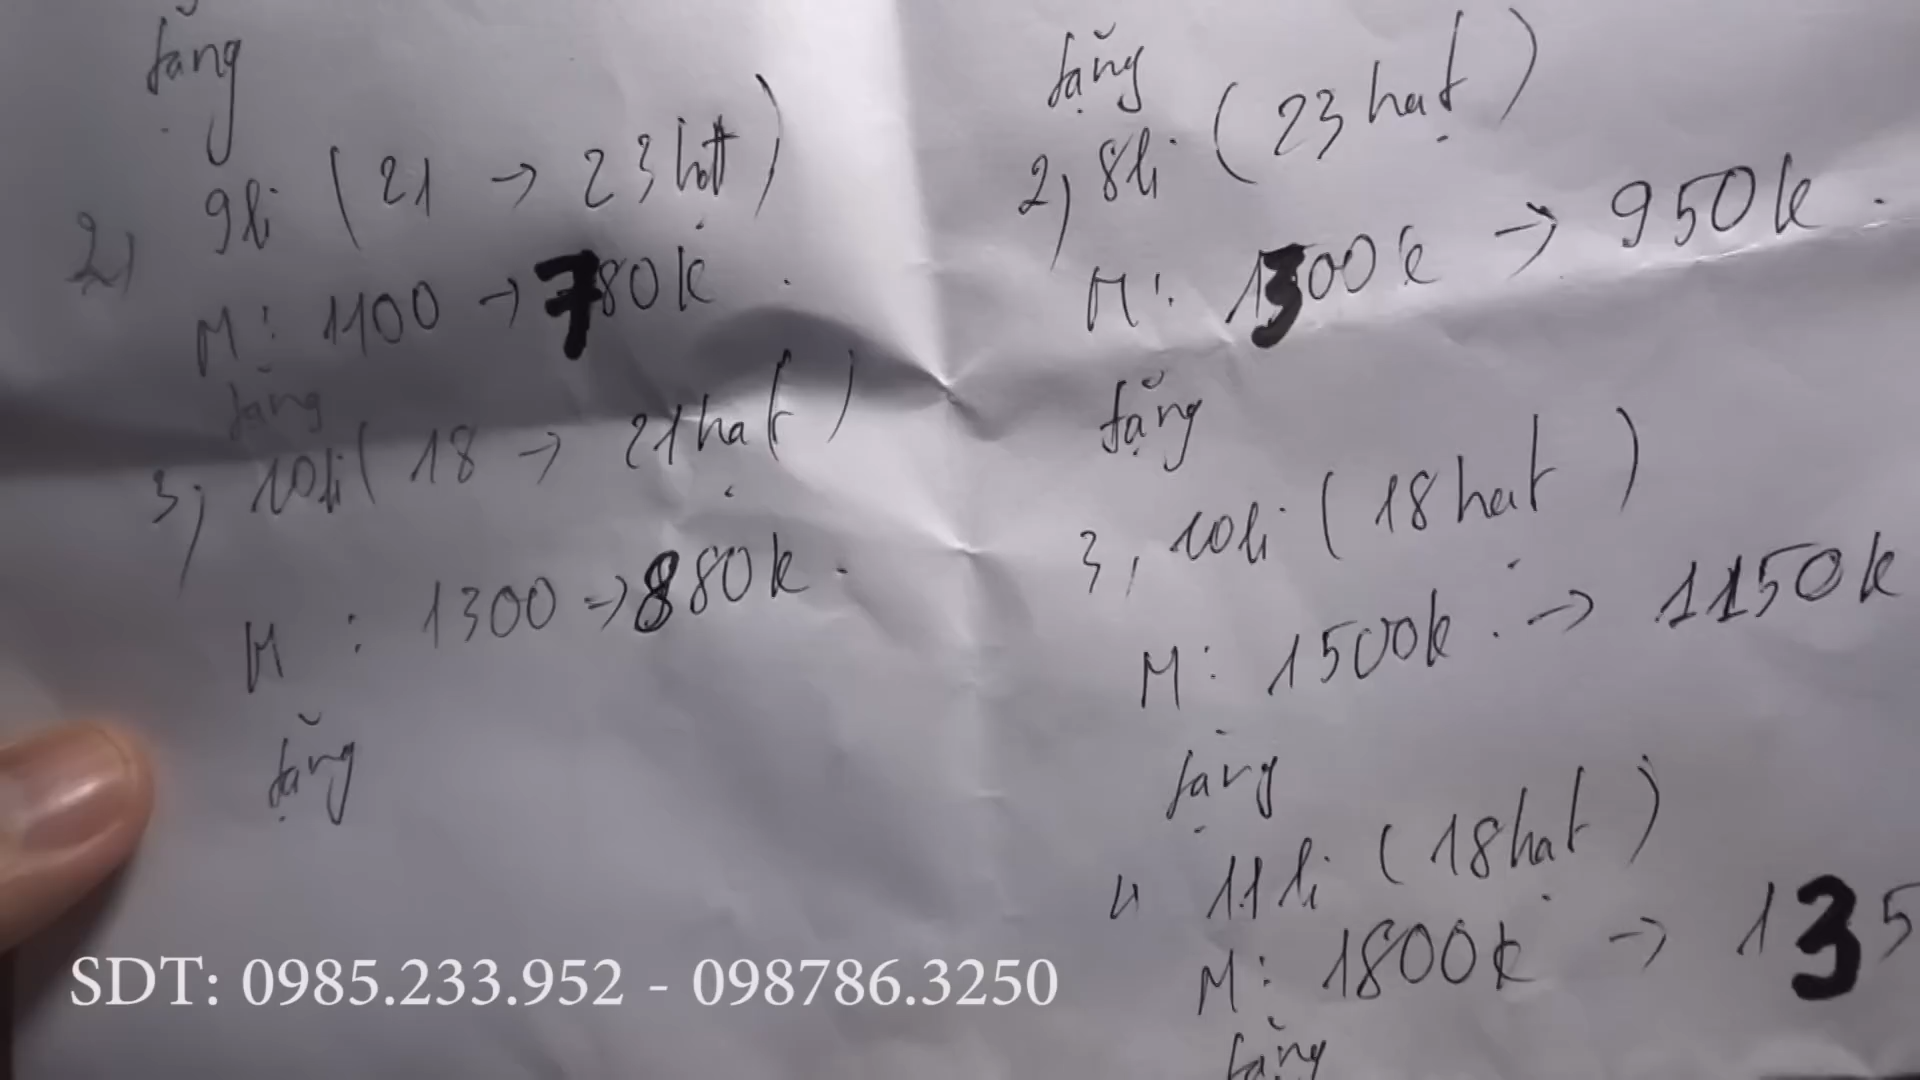 tặng
2, 9li ( 21 → 23 hạt )
M: 1100 → 780k.
tặng
3, 10li ( 18 → 21 hạt )
M : 1300 → 880k.
tặng
tặng
2, 8li ( 23 hạt )
M: 1300k → 950k.
tặng
3, 10li ( 18 hạt )
M: 1500k. → 1150k
tặng
4 11li ( 18 hạt )
M: 1800k → 135
tặng
SDT: 0985.233.952 - 098786.3250